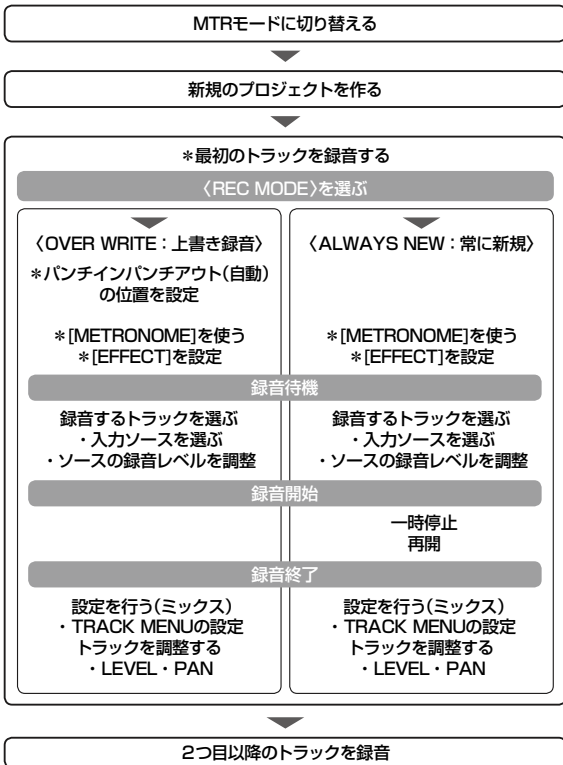 MTRモードに切り替える
新規のプロジェクトを作る
＊最初のトラックを録音する
〈REC MODE〉を選ぶ
〈OVER WRITE：上書き録音〉
＊パンチインパンチアウト（自動）
の位置を設定
＊[METRONOME]を使う
＊[EFFECT]を設定
〈ALWAYS NEW：常に新規〉
＊[METRONOME]を使う
＊[EFFECT]を設定
録音待機
録音するトラックを選ぶ
・入力ソースを選ぶ
・ソースの録音レベルを調整
録音するトラックを選ぶ
・入力ソースを選ぶ
・ソースの録音レベルを調整
録音開始
一時停止
再開
録音終了
設定を行う（ミックス）
・TRACK MENUの設定
トラックを調整する
・LEVEL・PAN
設定を行う（ミックス）
・TRACK MENUの設定
トラックを調整する
・LEVEL・PAN
2つ目以降のトラックを録音